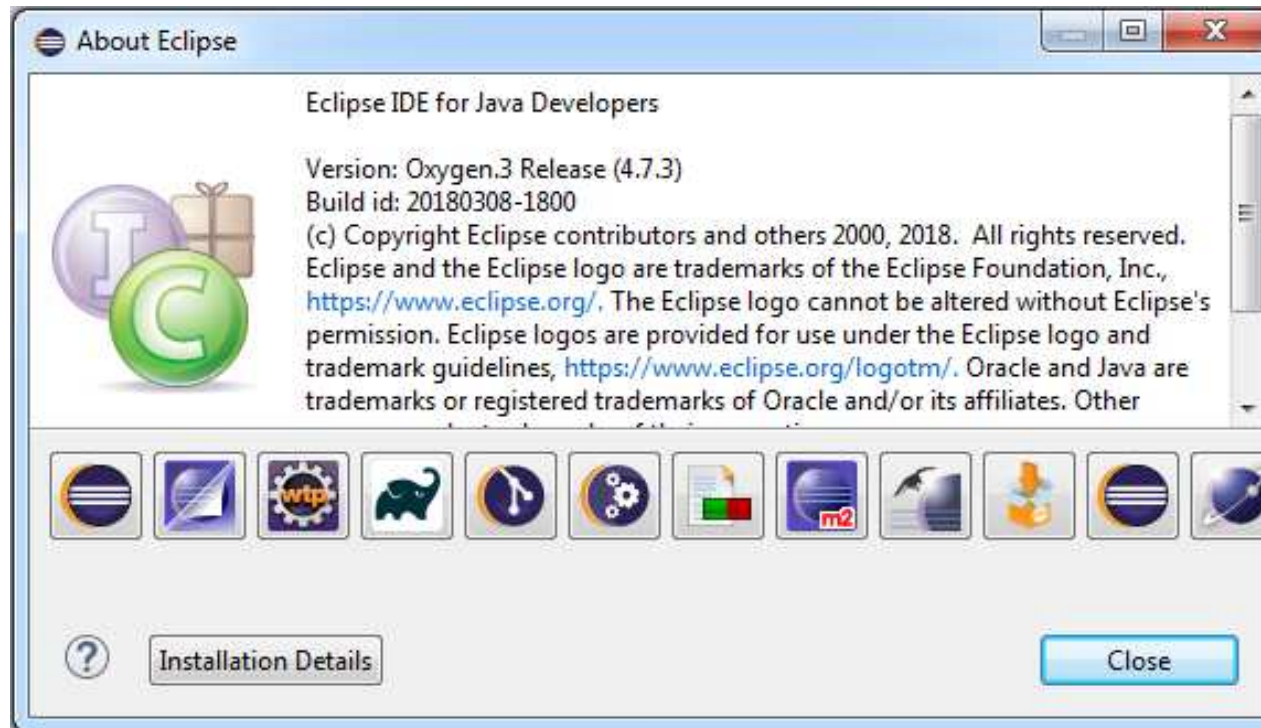 About Eclipse
Eclipse IDE for Java Developers
Version: Oxygen.3 Release (4.7.3)
Build id: 20180308-1800
(c) Copyright Eclipse contributors and others 2000, 2018.  All rights reserved.
Eclipse and the Eclipse logo are trademarks of the Eclipse Foundation, Inc.,
https://www.eclipse.org/. The Eclipse logo cannot be altered without Eclipse's
permission. Eclipse logos are provided for use under the Eclipse logo and
trademark guidelines, https://www.eclipse.org/logotm/. Oracle and Java are
trademarks or registered trademarks of Oracle and/or its affiliates. Other
I
C
wtp
m2
?
Installation Details
Close